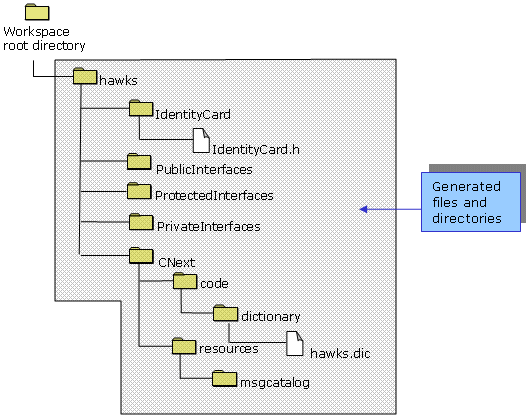 Workspace
root directory
hawks
IdentityCard
IdentityCard.h
PublicInterfaces
ProtectedInterfaces
PrivateInterfaces
CNext
code
dictionary
hawks.dic
resources
msgcatalog
Generated
files and
directories